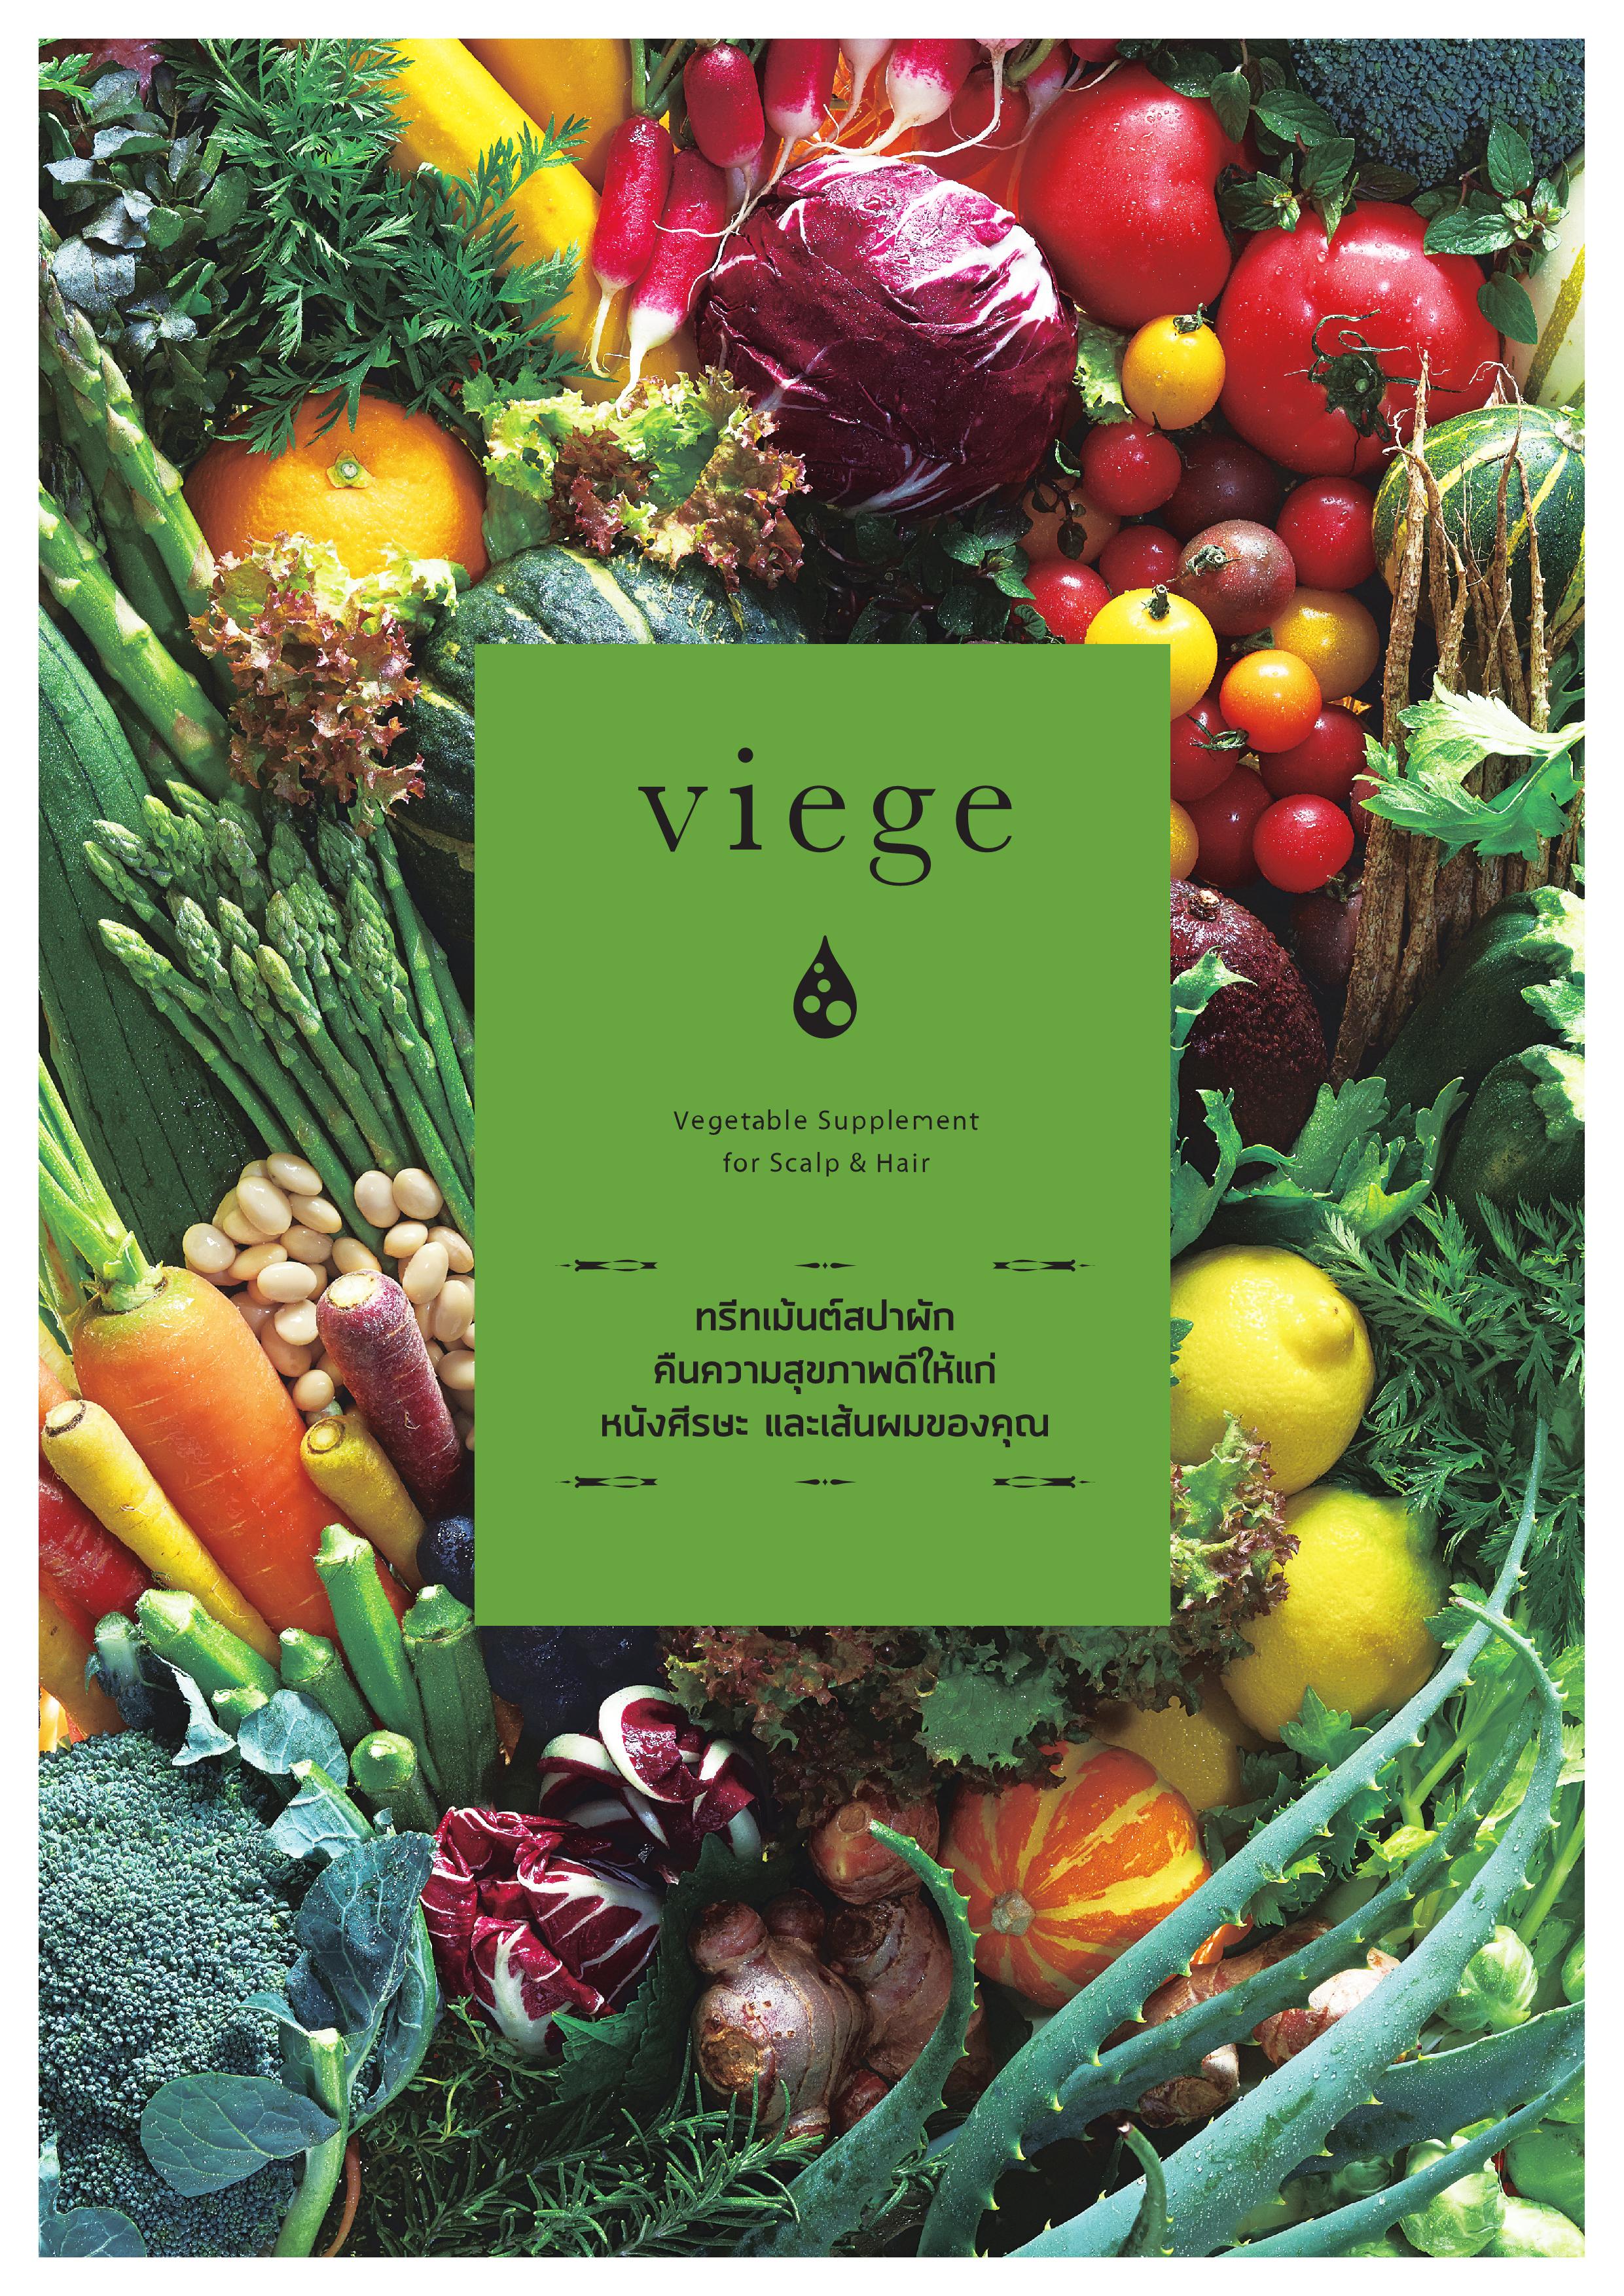 viege
Vegetable Supplement
for Scalp & Hair
ทรีทเม้นต์สปาผัก
คืนความสุขภาพดีให้แก่
หนังศีรษะ และเส้นผมของคุณ